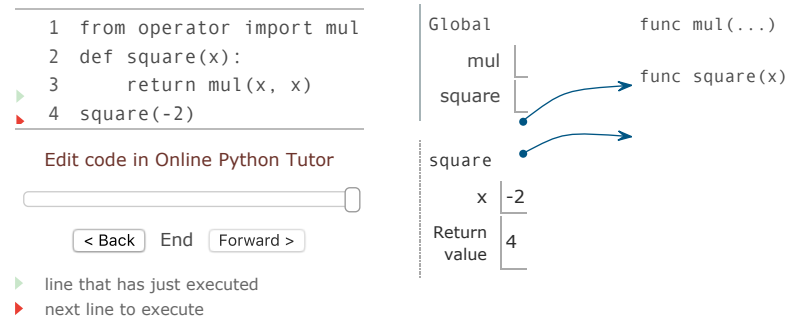 1 from operator import mul
2 def square(x):
3     return mul(x, x)
4 square(-2)
Edit code in Online Python Tutor
< Back End Forward >
line that has just executed
next line to execute
Global
mul
square
func mul(...)
func square(x)
square
x -2
Return
value 4